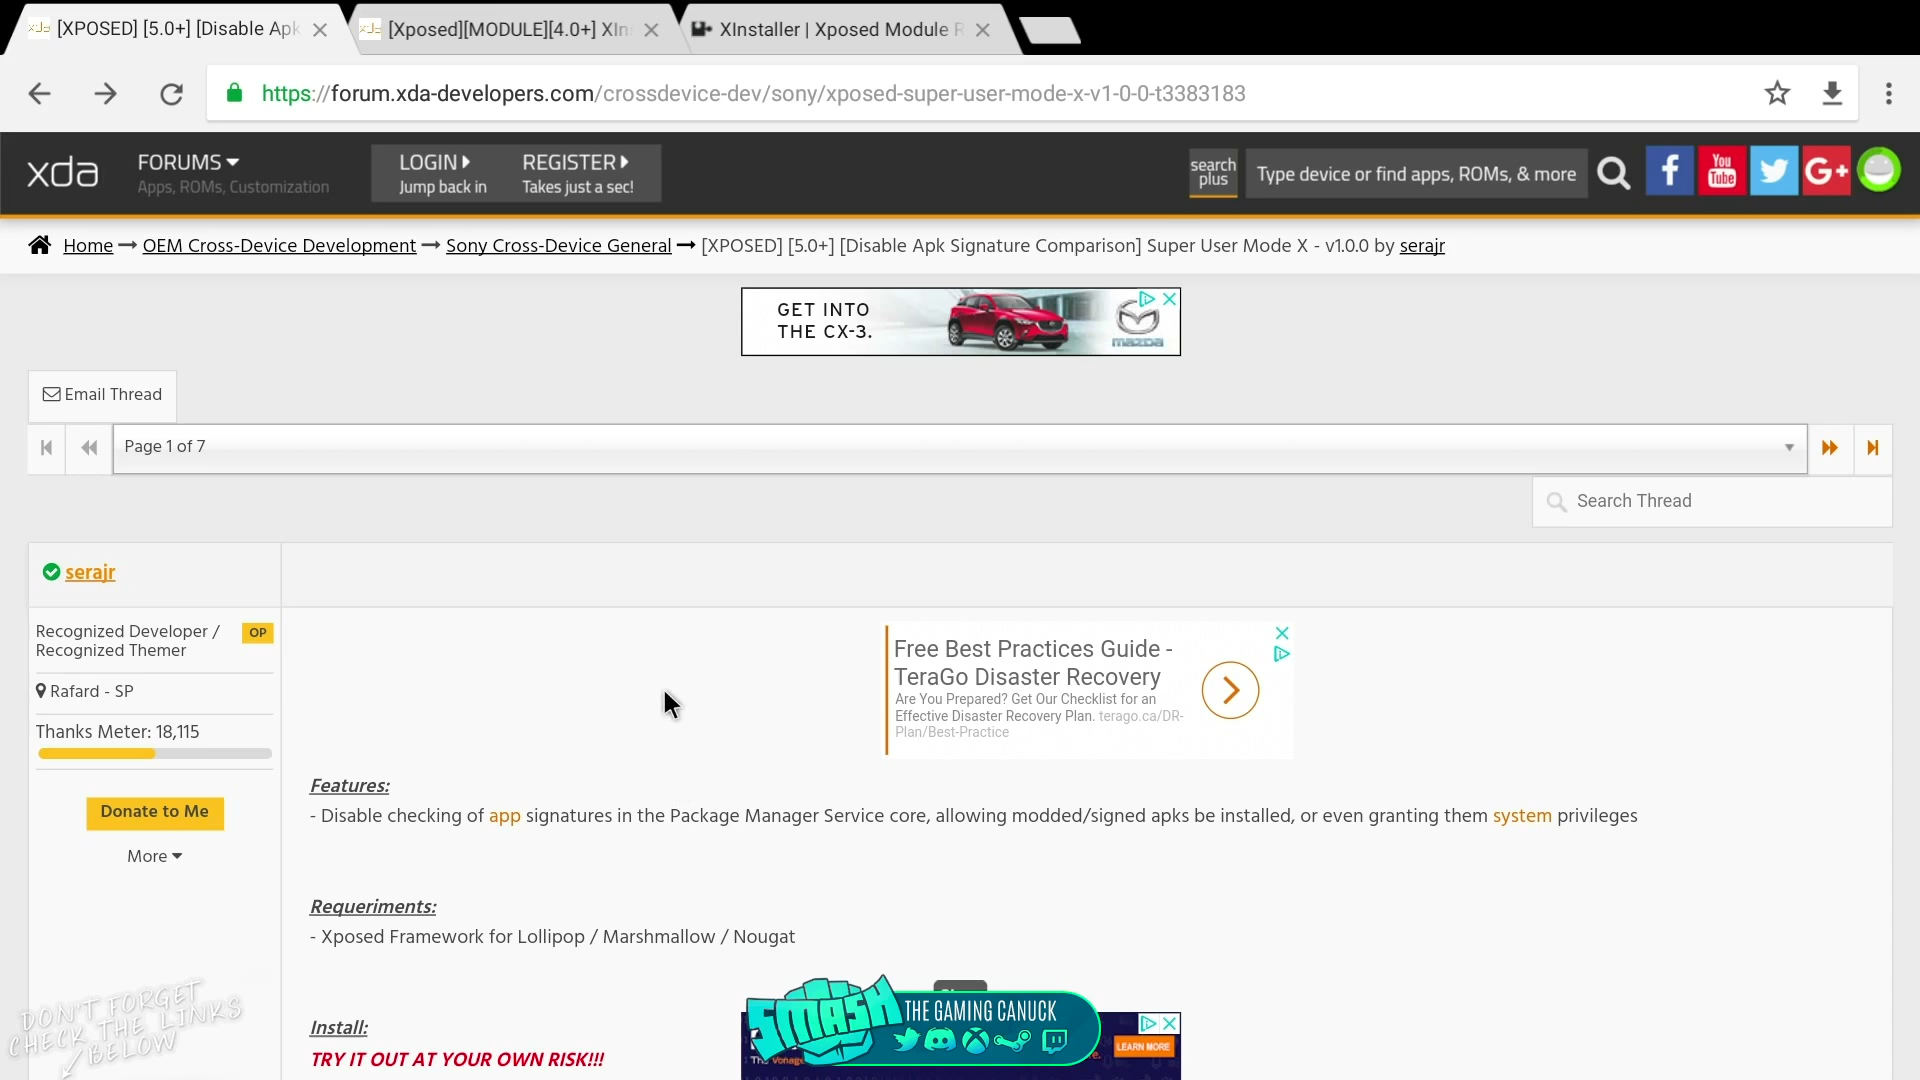 [XPOSED] [5.0+] [Disable Apk
[Xposed][MODULE][4.0+] XIn
XInstaller | Xposed Module R
https://forum.xda-developers.com/crossdevice-dev/sony/xposed-super-user-mode-x-v1-0-0-t3383183
xda
FORUMS
Apps, ROMs, Customization
LOGIN
Jump back in
REGISTER
Takes just a sec!
search
plus
Type device or find apps, ROMs, & more
f
You
Tube
G+
Home → OEM Cross-Device Development → Sony Cross-Device General → [XPOSED] [5.0+] [Disable Apk Signature Comparison] Super User Mode X - v1.0.0 by serajr
GET INTO
THE CX-3.
mazda
Email Thread
Page 1 of 7
Search Thread
serajr
Recognized Developer /
Recognized Themer
OP
Rafard - SP
Thanks Meter: 18,115
Donate to Me
More
Free Best Practices Guide -
TeraGo Disaster Recovery
Are You Prepared? Get Our Checklist for an
Effective Disaster Recovery Plan. terago.ca/DR-
Plan/Best-Practice
Features:
- Disable checking of app signatures in the Package Manager Service core, allowing modded/signed apks be installed, or even granting them system privileges
Requeriments:
- Xposed Framework for Lollipop / Marshmallow / Nougat
Install:
TRY IT OUT AT YOUR OWN RISK!!!
DON'T FORGET
CHECK THE LINKS
BELOW
SMASH
THE GAMING CANUCK
LEARN MORE